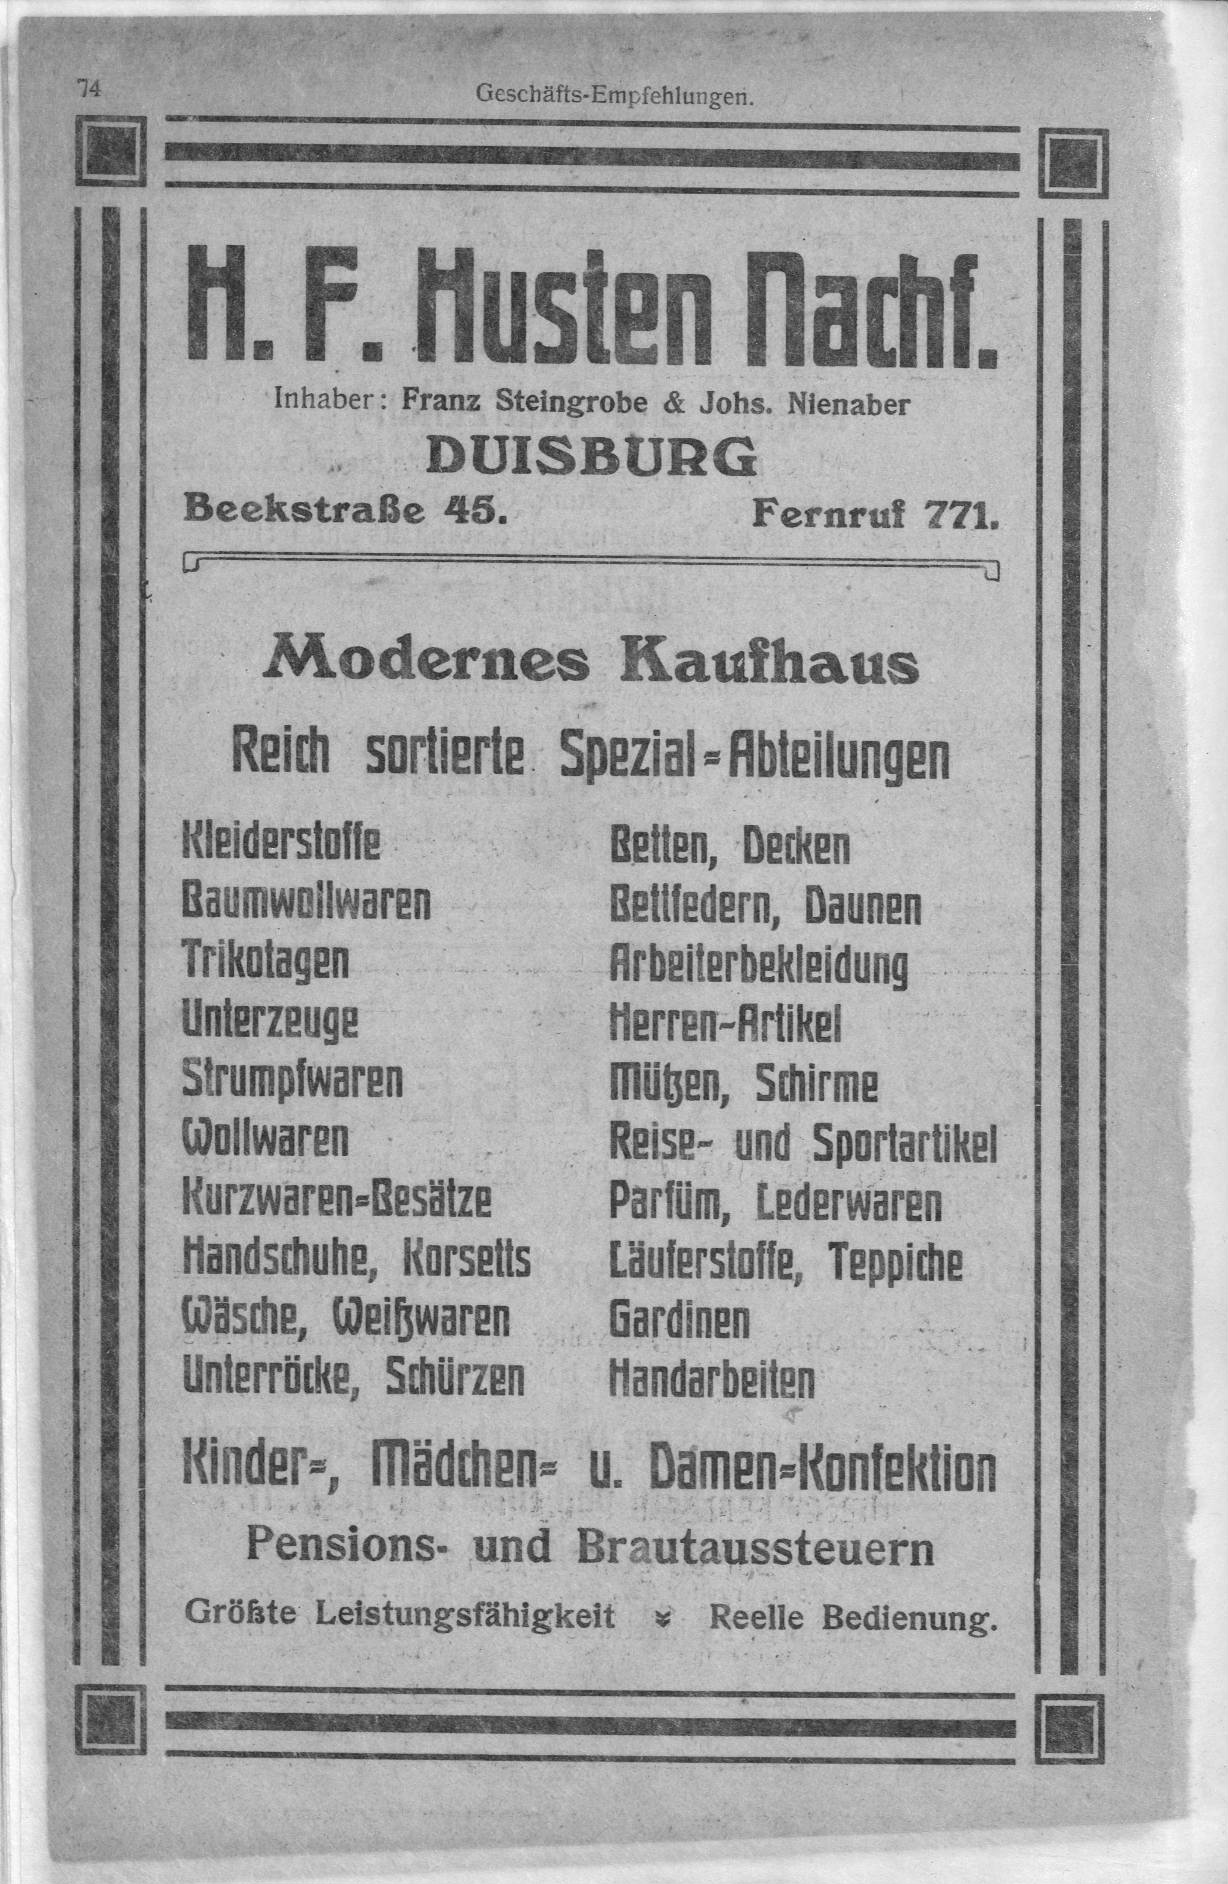 74
Geschäfts-Empfehlungen.
H. F. Husten Nachf.
Inhaber: Franz Steingrobe & Johs. Nienaber
DUISBURG
Beekstraße 45.
Fernruf 771.
Modernes Kaufhaus
Reich sortierte Spezial-Abteilungen
Kleiderstoffe
Baumwollwaren
Trikotagen
Unterzeuge
Strumpfwaren
Wollwaren
Kurzwaren-Besätze
Handschuhe, Korsetts
Wäsche, Weißwaren
Unterröcke, Schürzen
Betten, Decken
Bettfedern, Daunen
Arbeiterbekleidung
Herren-Artikel
Mützen, Schirme
Reise- und Sportartikel
Parfüm, Lederwaren
Läuferstoffe, Teppiche
Gardinen
Handarbeiten
Kinder-, Mädchen- u. Damen-Konfektion
Pensions- und Brautaussteuern
Größte Leistungsfähigkeit Reelle Bedienung.